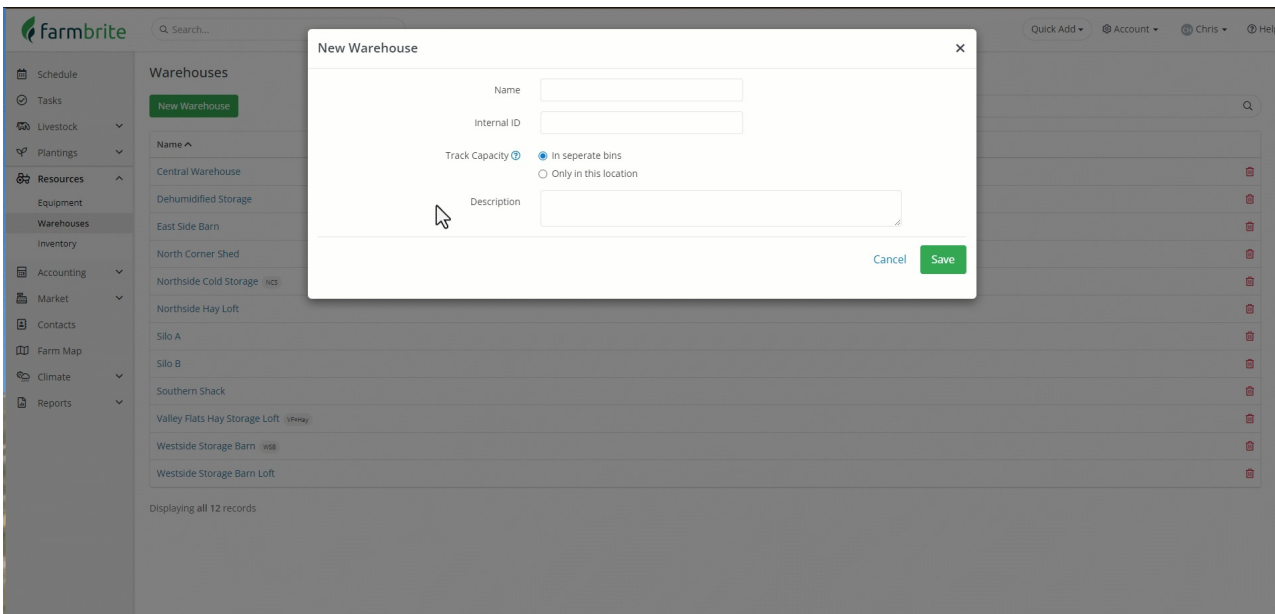 farmbrite
Search...
Quick Add
Account
Chris
Help
Schedule
Tasks
Livestock
Plantings
Resources
Equipment
Warehouses
Inventory
Accounting
Market
Contacts
Farm Map
Climate
Reports
Warehouses
New Warehouse
Name
Central Warehouse
Dehumidified Storage
East Side Barn
North Corner Shed
Northside Cold Storage NCS
Northside Hay Loft
Silo A
Silo B
Southern Shack
Valley Flats Hay Storage Loft
Westside Storage Barn WSB
Westside Storage Barn Loft
Displaying all 12 records
New Warehouse
Name
Internal ID
Track Capacity
In seperate bins
Only in this location
Description
Cancel Save